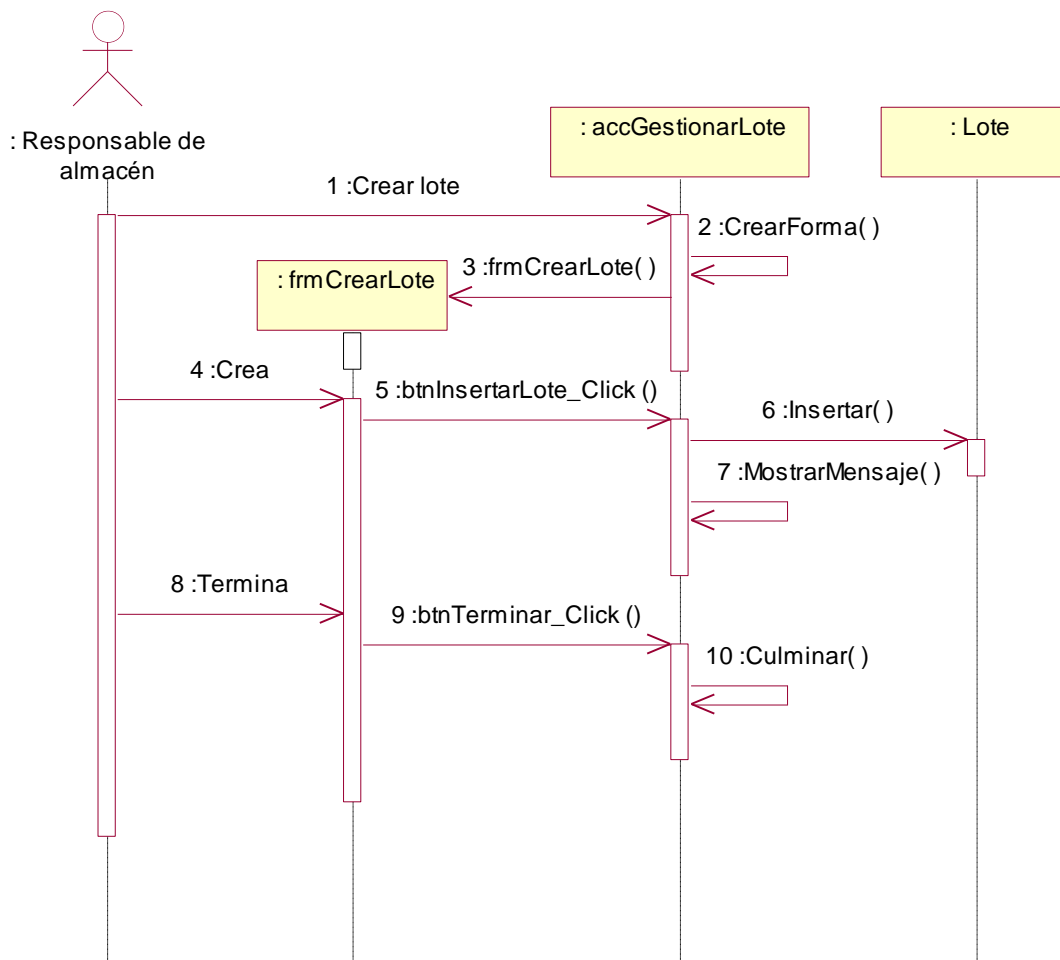 : Responsable de
almacén
: accGestionarLote
: Lote
1 :Crear lote
2 :CrearForma( )
3 :frmCrearLote( )
: frmCrearLote
4 :Crea
5 :btnInsertarLote_Click ()
6 :Insertar( )
7 :MostrarMensaje( )
8 :Termina
9 :btnTerminar_Click ()
10 :Culminar( )